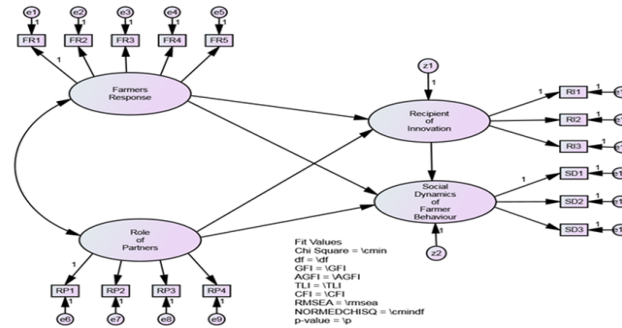 e1 e2 e3 e4 e5
1 1 1 1 1
FR1 FR2 FR3 FR4 FR5
1
Farmers
Response
z1
1
Recipient
of
Innovation
1 RI1 1
RI2 1
RI3 1
Social
Dynamics
of
Farmer
Behaviour
1 SD1 1
SD2 1
SD3 1
1
z2
Role
of
Partners
1
RP1 RP2 RP3 RP4
1 1 1 1
e6 e7 e8 e9
Fit Values
Chi Square = \cmin
df = \df
GFI = \GFI
AGFI = \AGFI
TLI = \TLI
CFI = \CFI
RMSEA = \rmsea
NORMEDCHISQ = \cmindf
p-value = \p